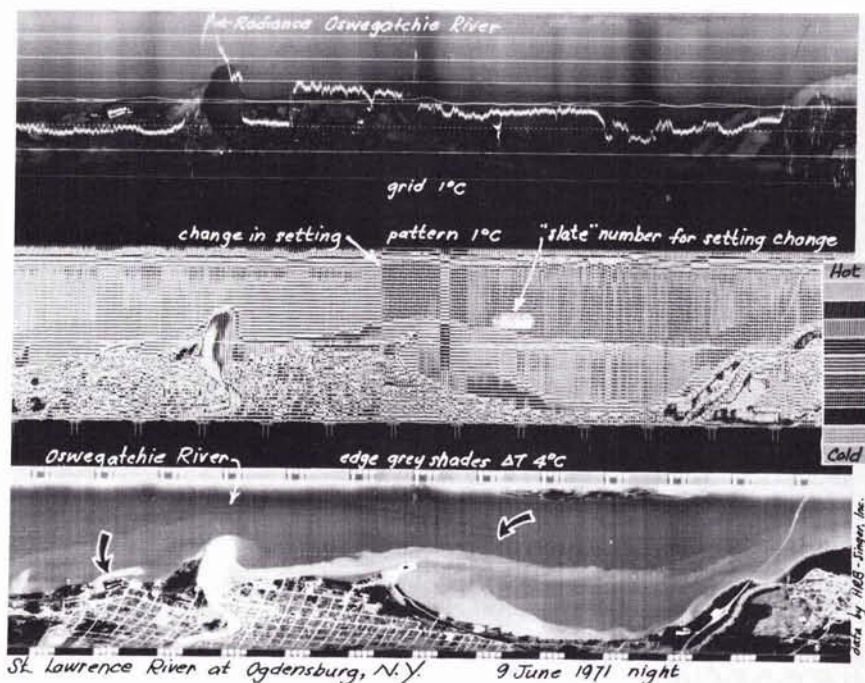 Radiance Oswegatchie River
grid 1°C
change in setting
pattern 1°C
"slate" number for setting change
Hot
Cold
Oswegatchie River
edge grey shades ΔT 4°C
data by HRB-Singer, Inc.
St. Lawrence River at Ogdensburg, N.Y.
9 June 1971 night